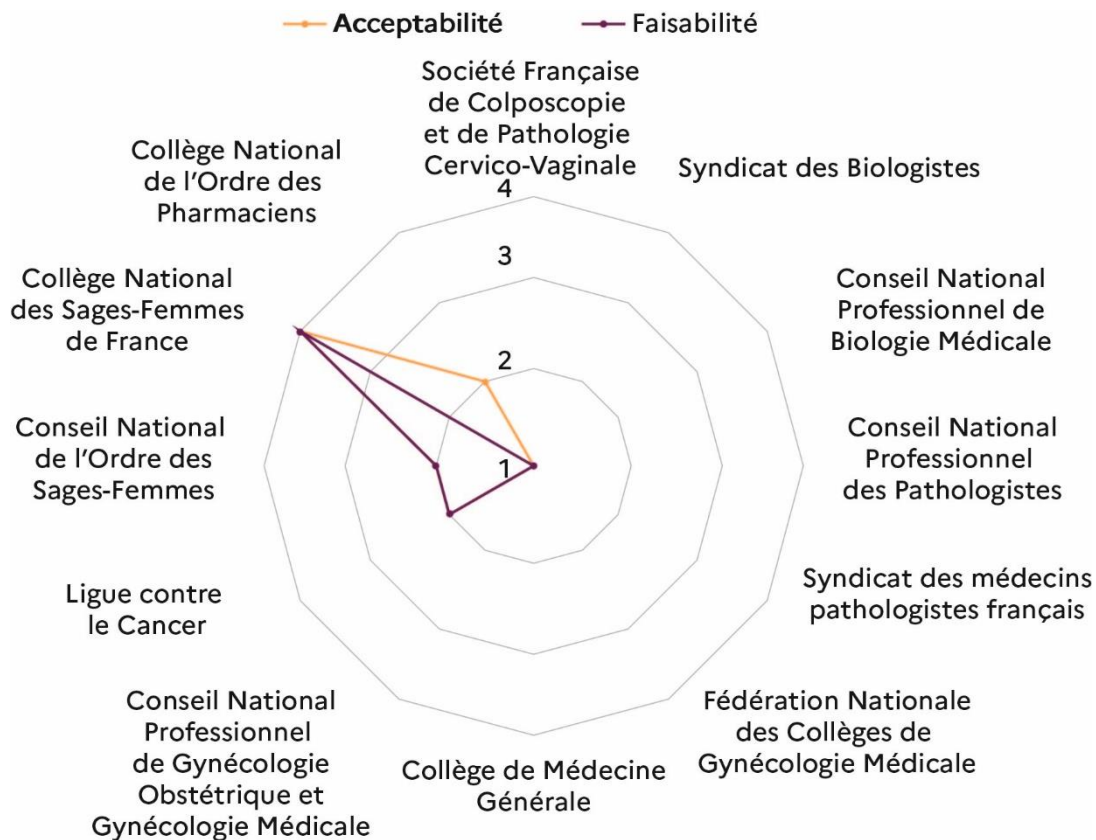 Acceptabilité
Faisabilité
Société Française
de Colposcopie
et de Pathologie
Cervico-Vaginale
Syndicat des Biologistes
Conseil National
Professionnel de
Biologie Médicale
Conseil National
Professionnel
des Pathologistes
Syndicat des médecins
pathologistes français
Fédération Nationale
des Collèges de
Gynécologie Médicale
Collège de Médecine
Générale
Conseil National
Professionnel
de Gynécologie
Obstétrique et
Gynécologie Médicale
Ligue contre
le Cancer
Conseil National
de l’Ordre des
Sages-Femmes
Collège National
des Sages-Femmes
de France
Collège National
de l’Ordre des
Pharmaciens
4
3
2
1